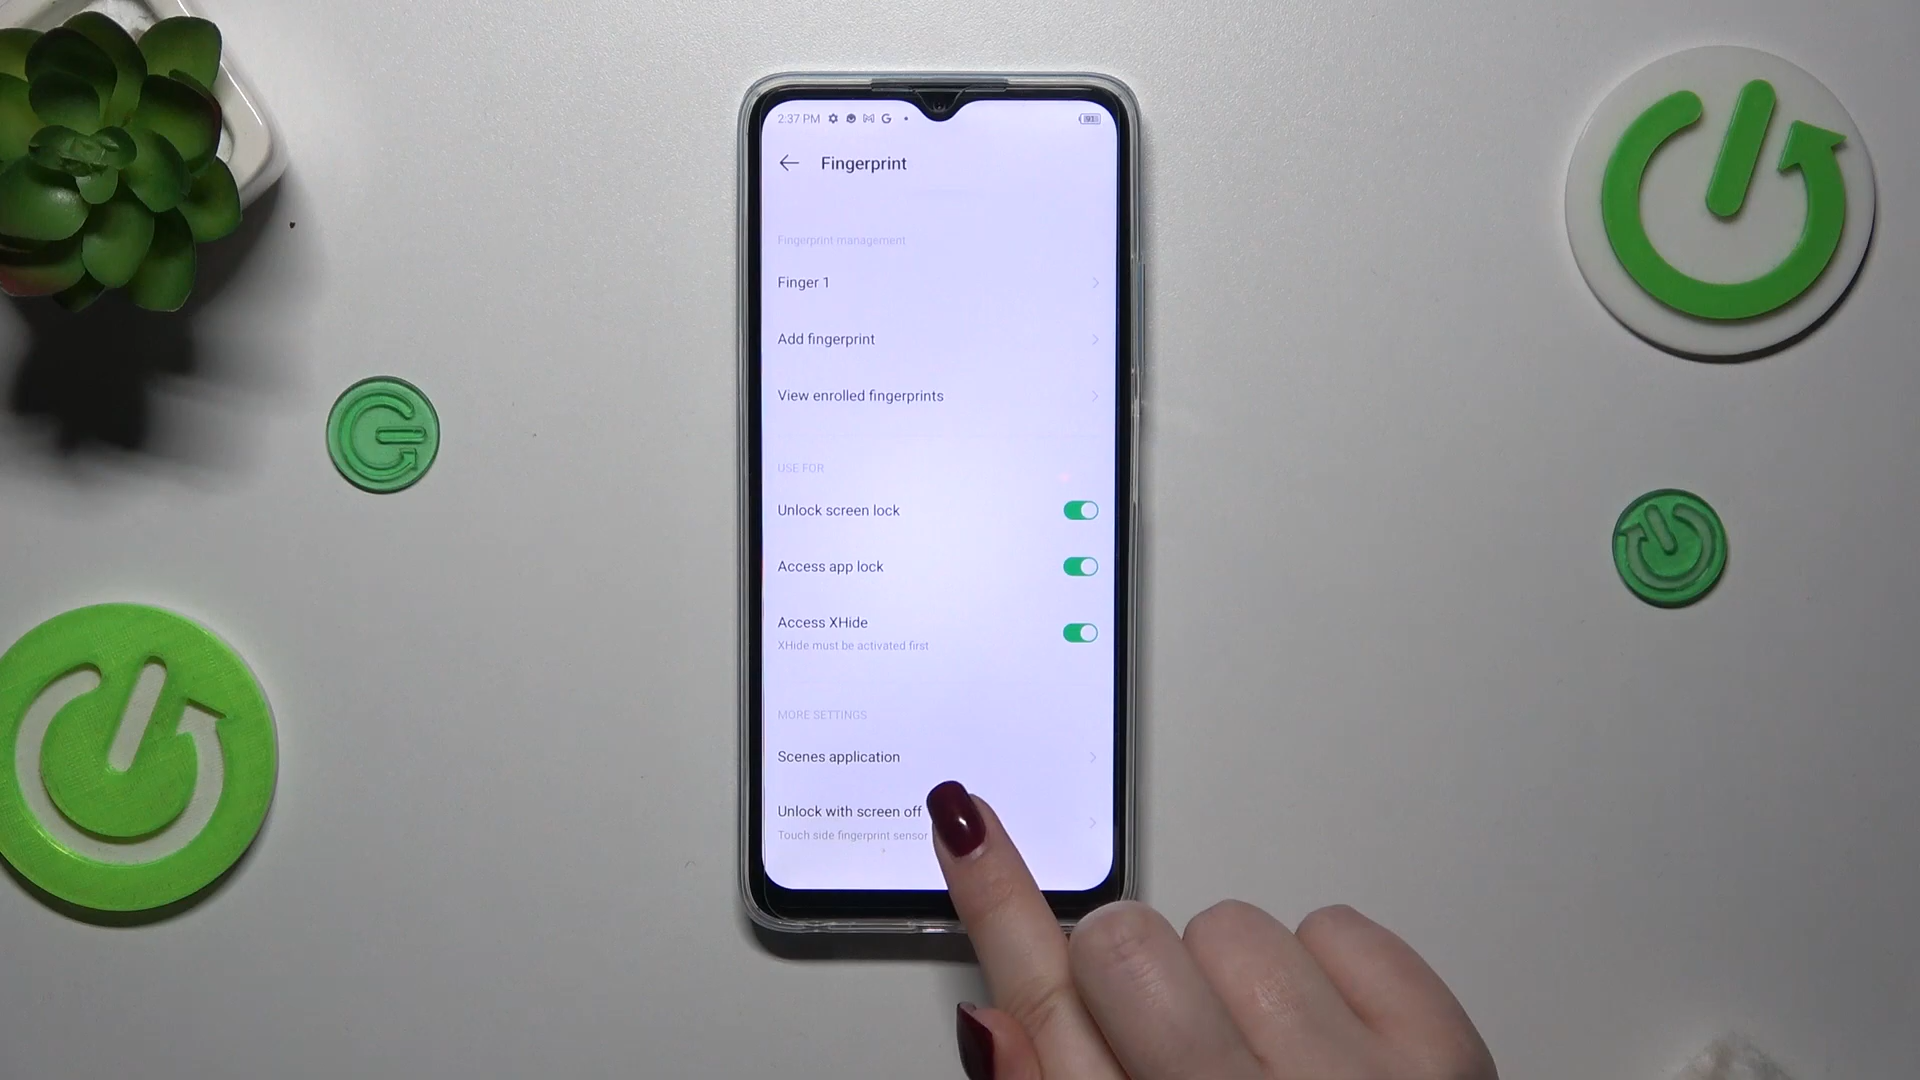 2:37 PM
Fingerprint
Fingerprint management
Finger 1
Add fingerprint
View enrolled fingerprints
USE FOR
Unlock screen lock
Access app lock
Access XHide
XHide must be activated first
MORE SETTINGS
Scenes application
Unlock with screen off
Touch side fingerprint sensor